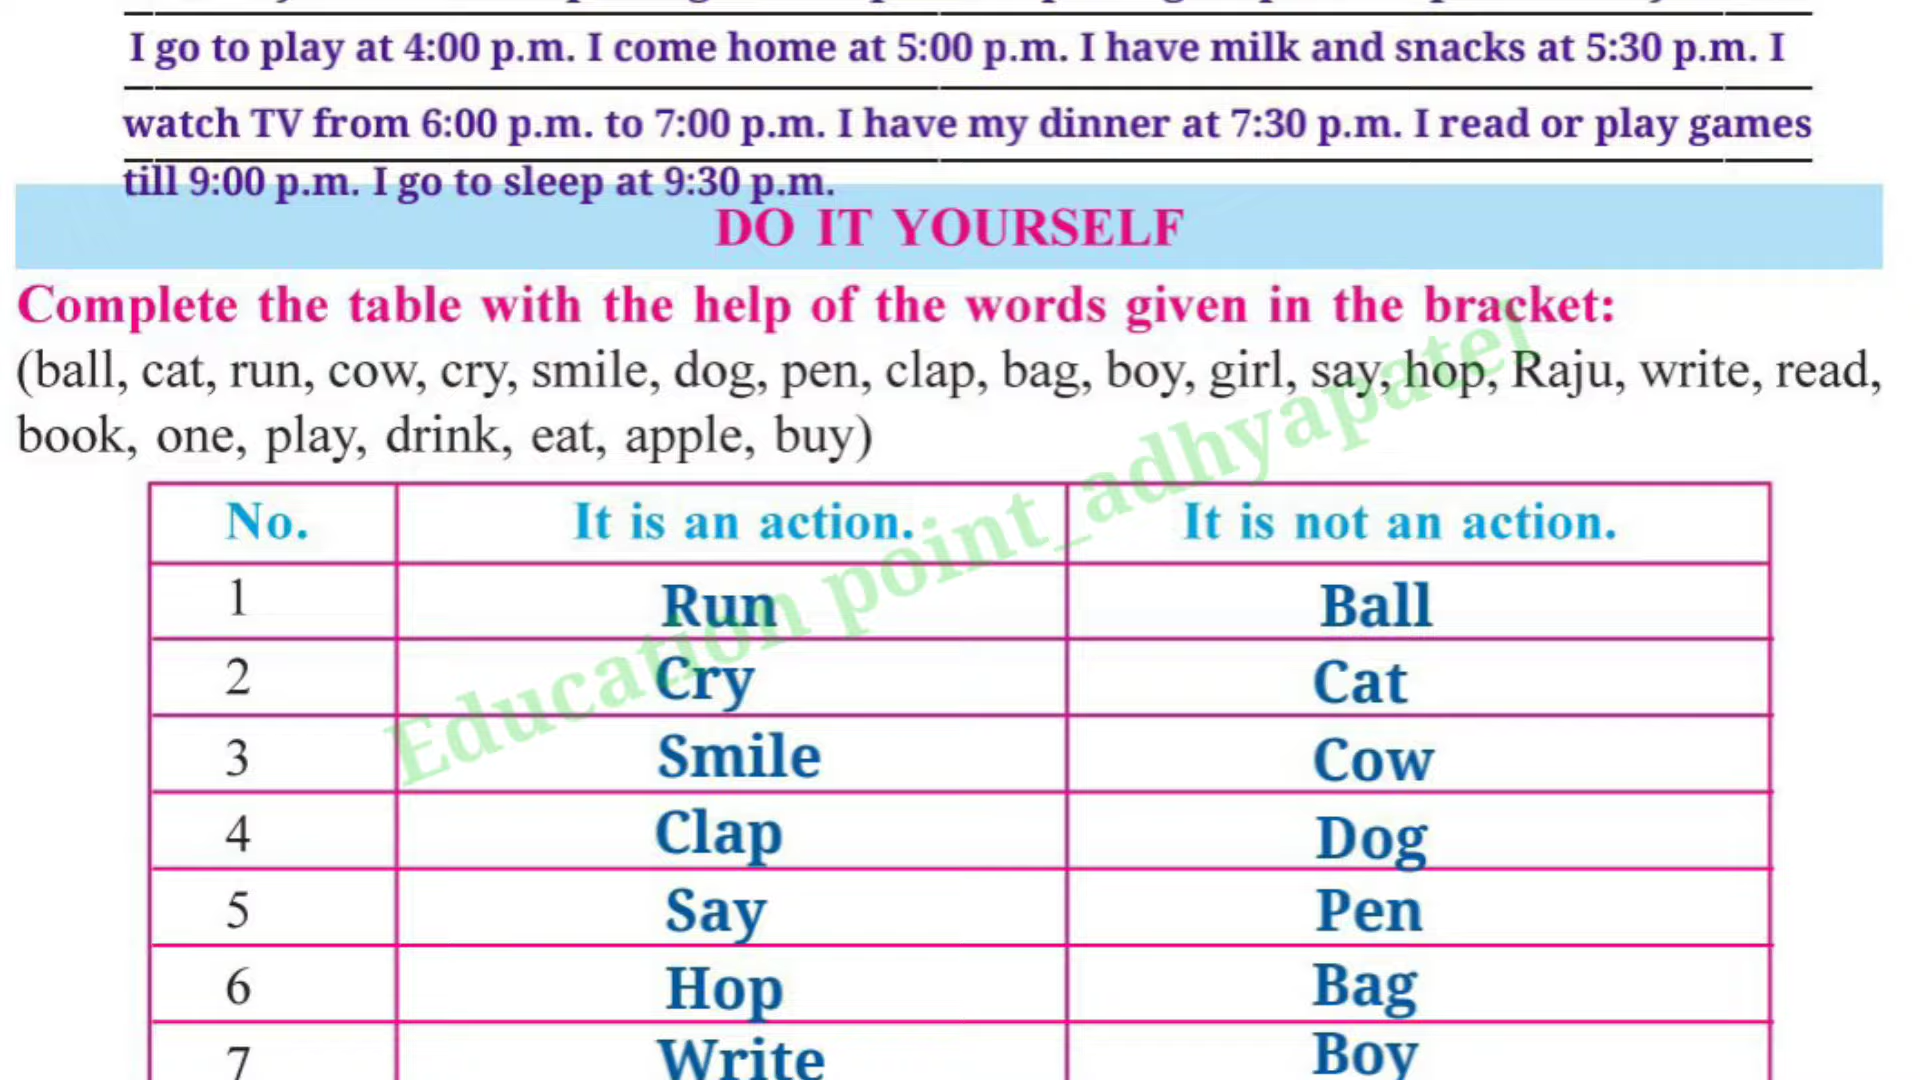 I go to play at 4:00 p.m. I come home at 5:00 p.m. I have milk and snacks at 5:30 p.m. I
watch TV from 6:00 p.m. to 7:00 p.m. I have my dinner at 7:30 p.m. I read or play games
till 9:00 p.m. I go to sleep at 9:30 p.m.
DO IT YOURSELF
Complete the table with the help of the words given in the bracket:
(ball, cat, run, cow, cry, smile, dog, pen, clap, bag, boy, girl, say, hop, Raju, write, read,
book, one, play, drink, eat, apple, buy)
No. It is an action. It is not an action.
1 Run Ball
2 Cry Cat
3 Smile Cow
4 Clap Dog
5 Say Pen
6 Hop Bag
7 Write Boy
Education point_adhyapatel